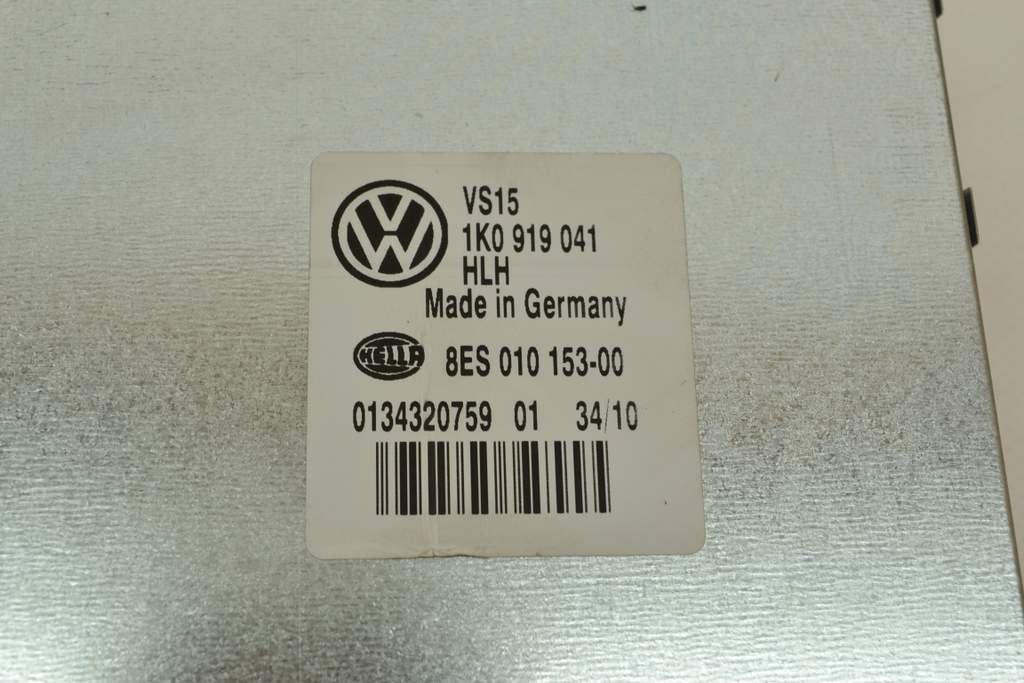 VS15
1K0 919 041
HLH
Made in Germany
HELLA 8ES 010 153-00
0134320759 01 34/10